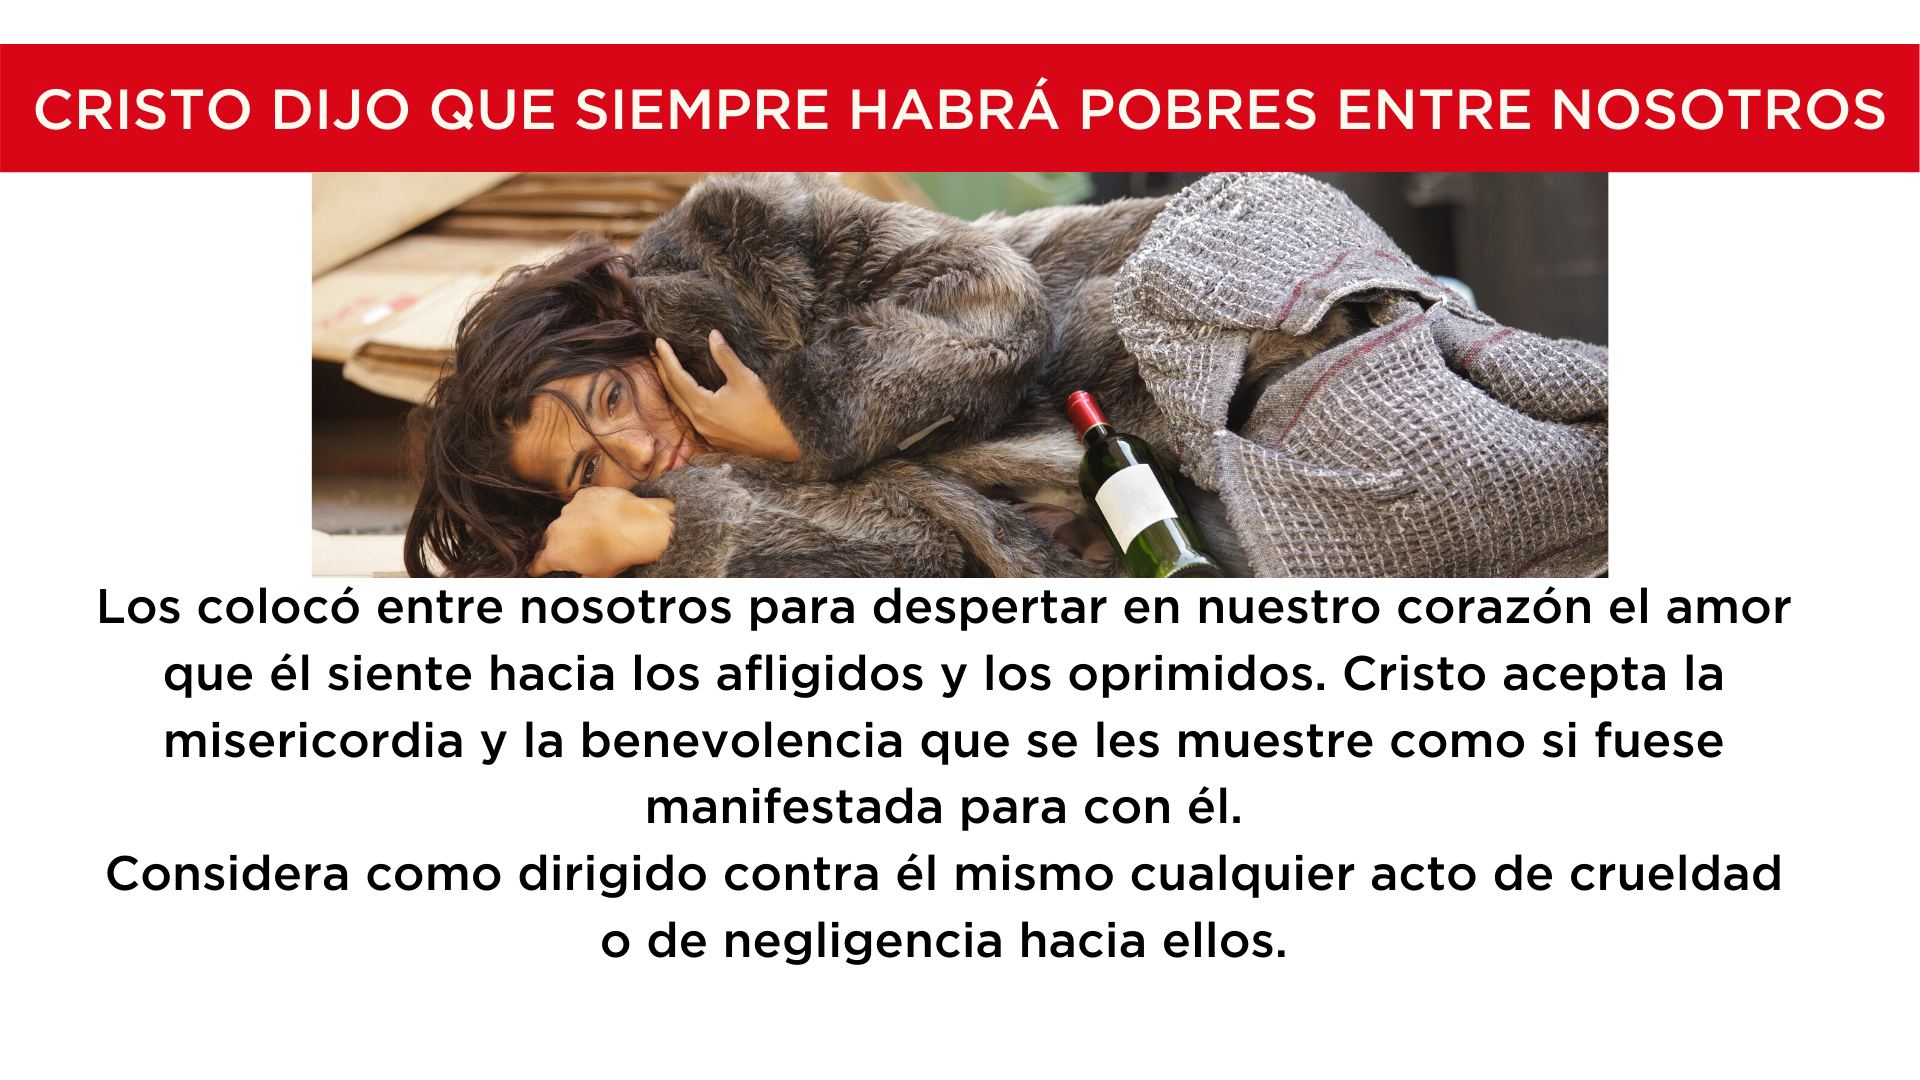 CRISTO DIJO QUE SIEMPRE HABRÁ POBRES ENTRE NOSOTROS
Los colocó entre nosotros para despertar en nuestro corazón el amor
que él siente hacia los afligidos y los oprimidos. Cristo acepta la
misericordia y la benevolencia que se les muestre como si fuese
manifestada para con él.
Considera como dirigido contra él mismo cualquier acto de crueldad
o de negligencia hacia ellos.